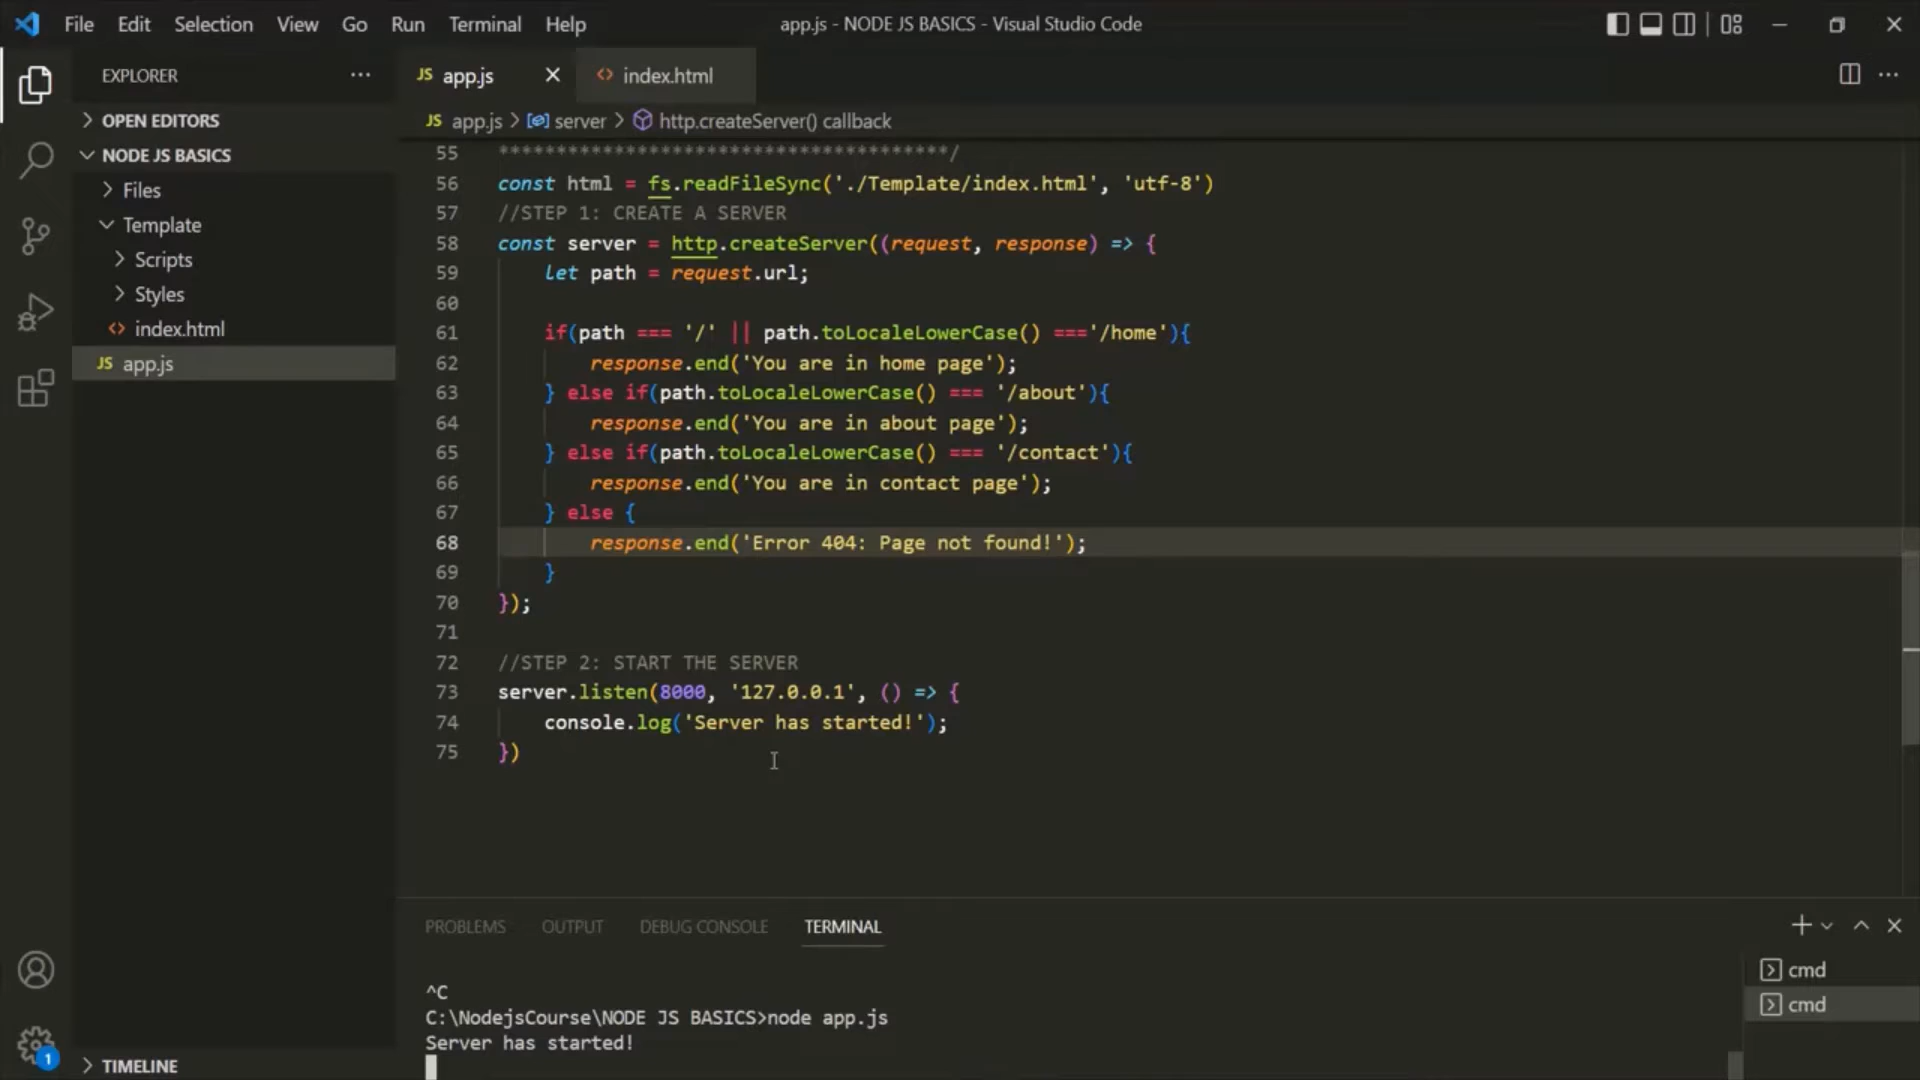 File Edit Selection View Go Run Terminal Help
app.js - NODE JS BASICS - Visual Studio Code
EXPLORER
OPEN EDITORS
NODE JS BASICS
Files
Template
Scripts
Styles
<> index.html
JS app.js
TIMELINE
1
JS app.js
<> index.html
JS app.js > server > http.createServer() callback
55 ***************************************/
56 const html = fs.readFileSync('./Template/index.html', 'utf-8')
57 //STEP 1: CREATE A SERVER
58 const server = http.createServer((request, response) => {
59 let path = request.url;
60
61 if(path === '/' || path.toLocaleLowerCase() ==='/home'){
62 response.end('You are in home page');
63 } else if(path.toLocaleLowerCase() === '/about'){
64 response.end('You are in about page');
65 } else if(path.toLocaleLowerCase() === '/contact'){
66 response.end('You are in contact page');
67 } else {
68 response.end('Error 404: Page not found!');
69 }
70 });
71
72 //STEP 2: START THE SERVER
73 server.listen(8000, '127.0.0.1', () => {
74 console.log('Server has started!');
75 })
PROBLEMS OUTPUT DEBUG CONSOLE TERMINAL
^C
C:\NodejsCourse\NODE JS BASICS>node app.js
Server has started!
cmd
cmd